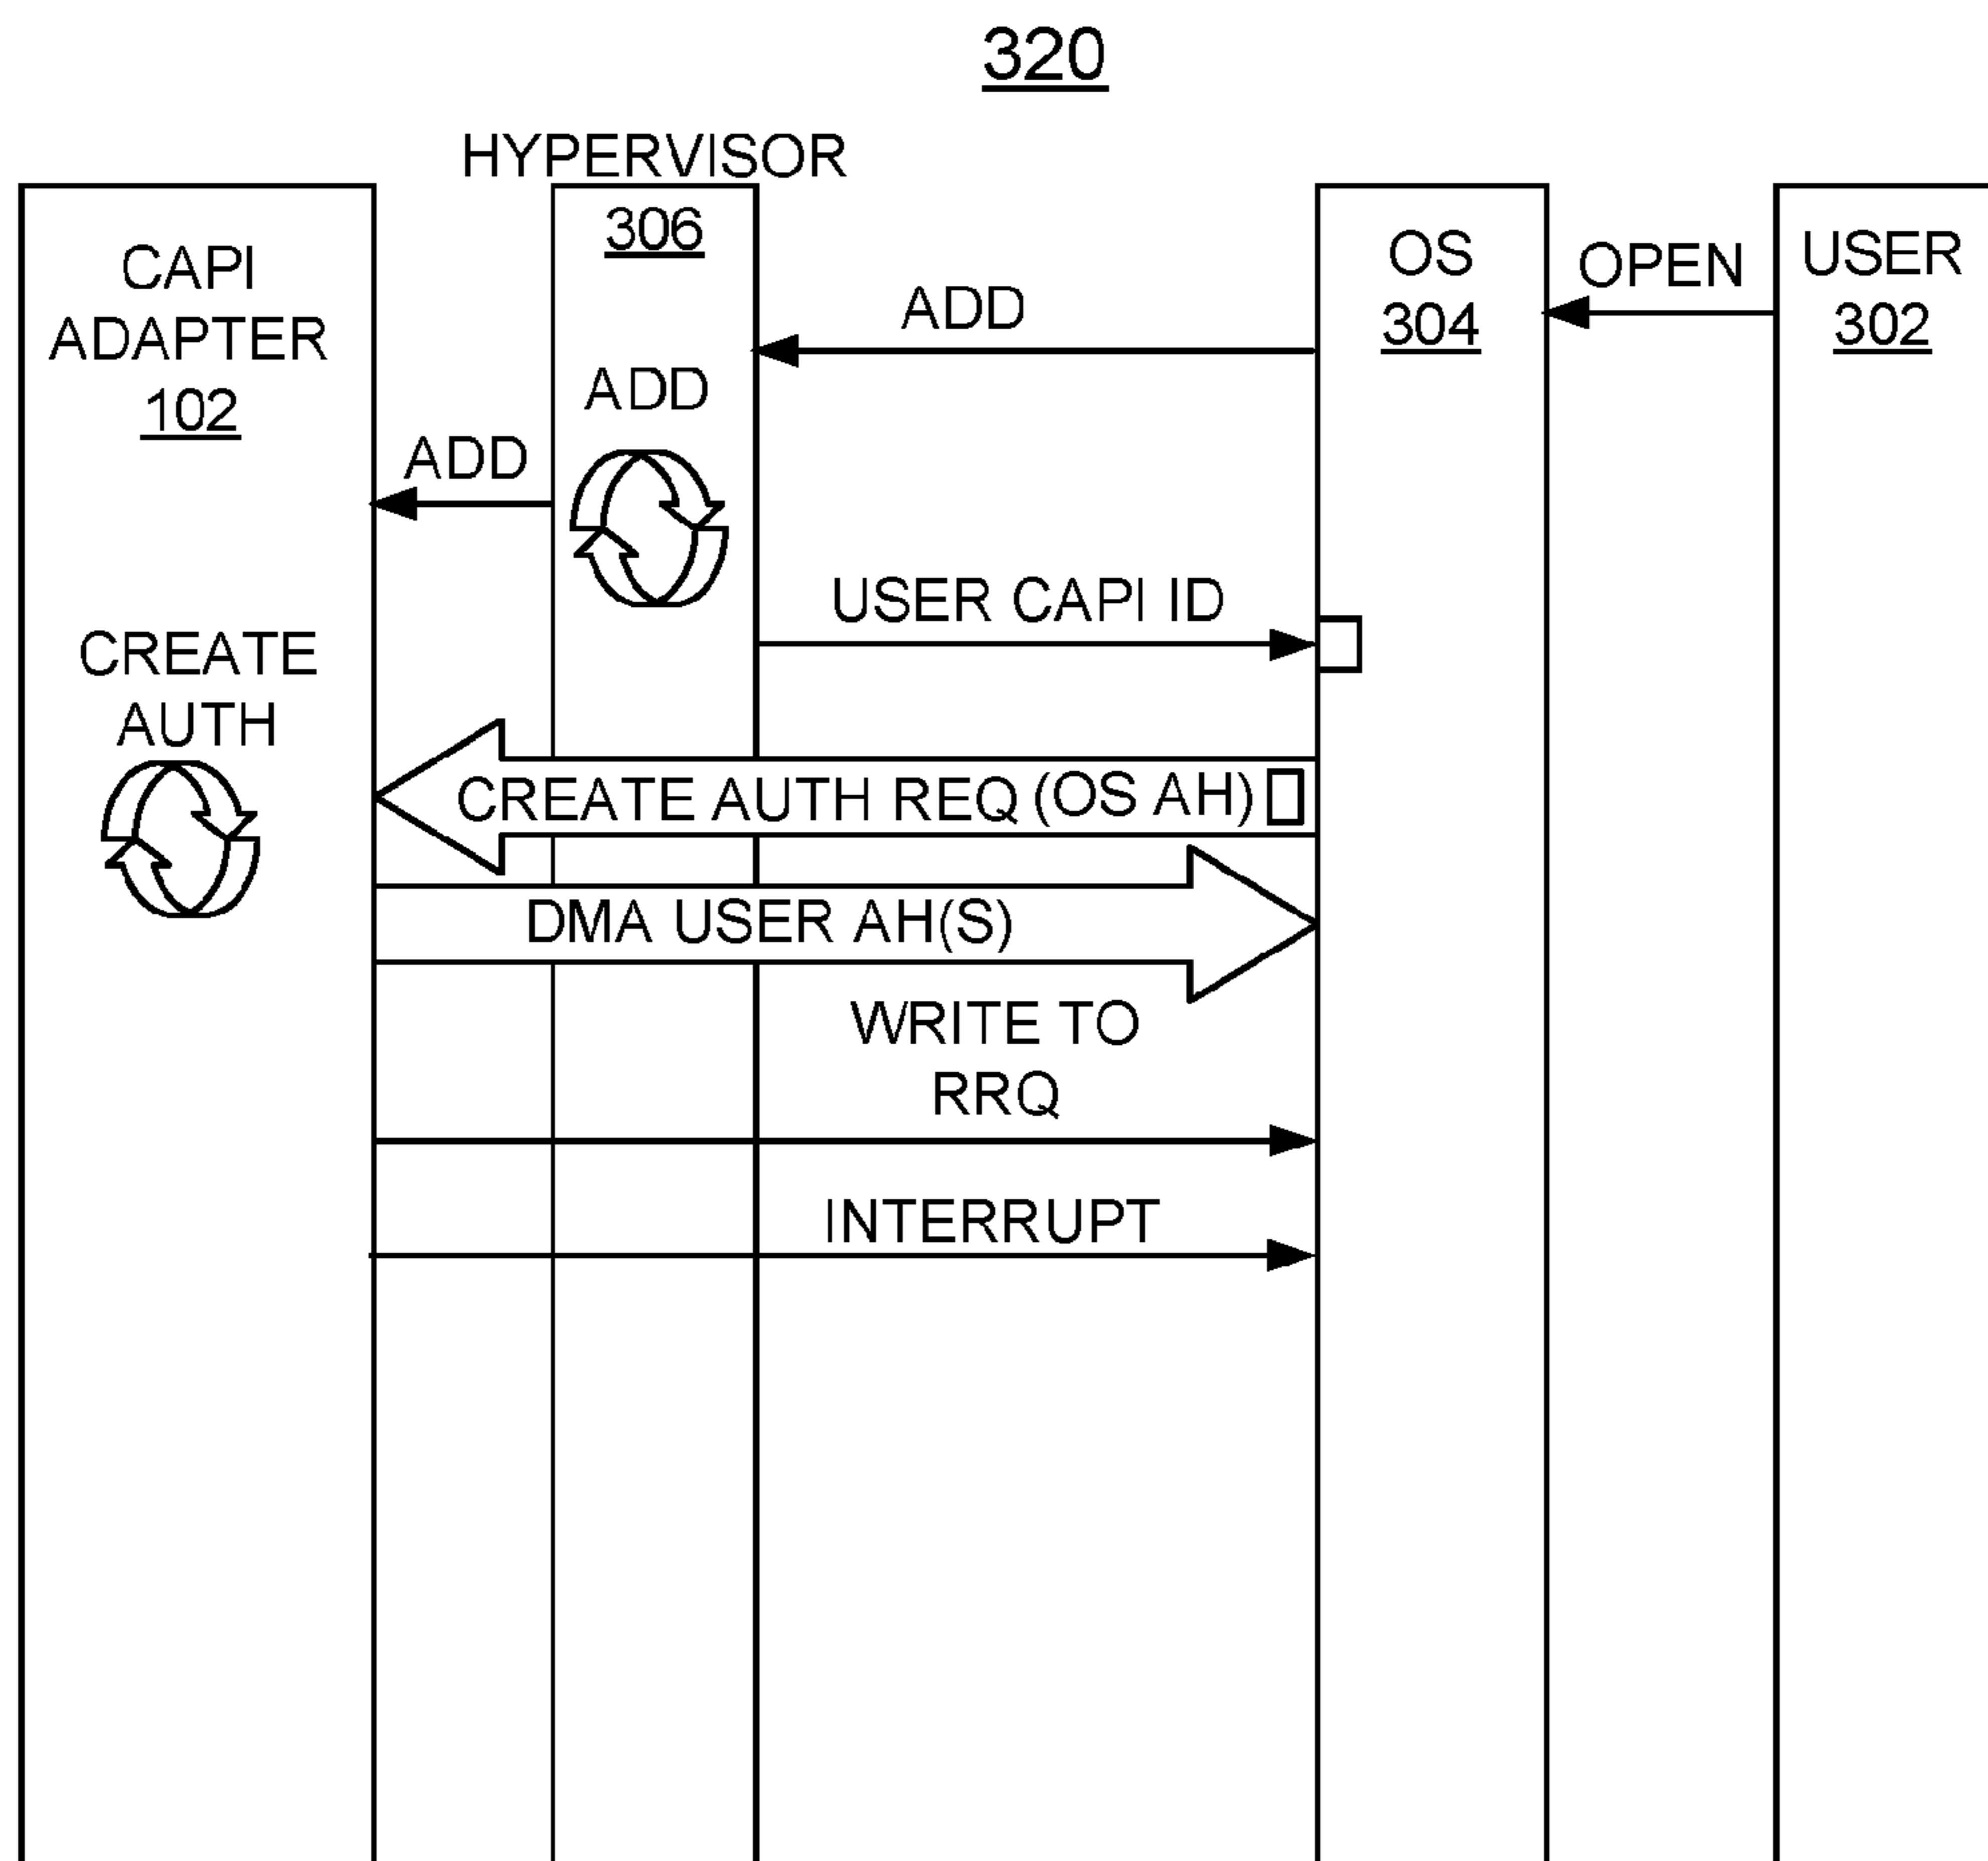 320
HYPERVISOR
306
CAPI
ADAPTER
102
OS
304
OPEN
USER
302
ADD
ADD
ADD
USER CAPI ID
CREATE
AUTH
CREATE AUTH REQ (OS AH)
DMA USER AH(S)
WRITE TO
RRQ
INTERRUPT